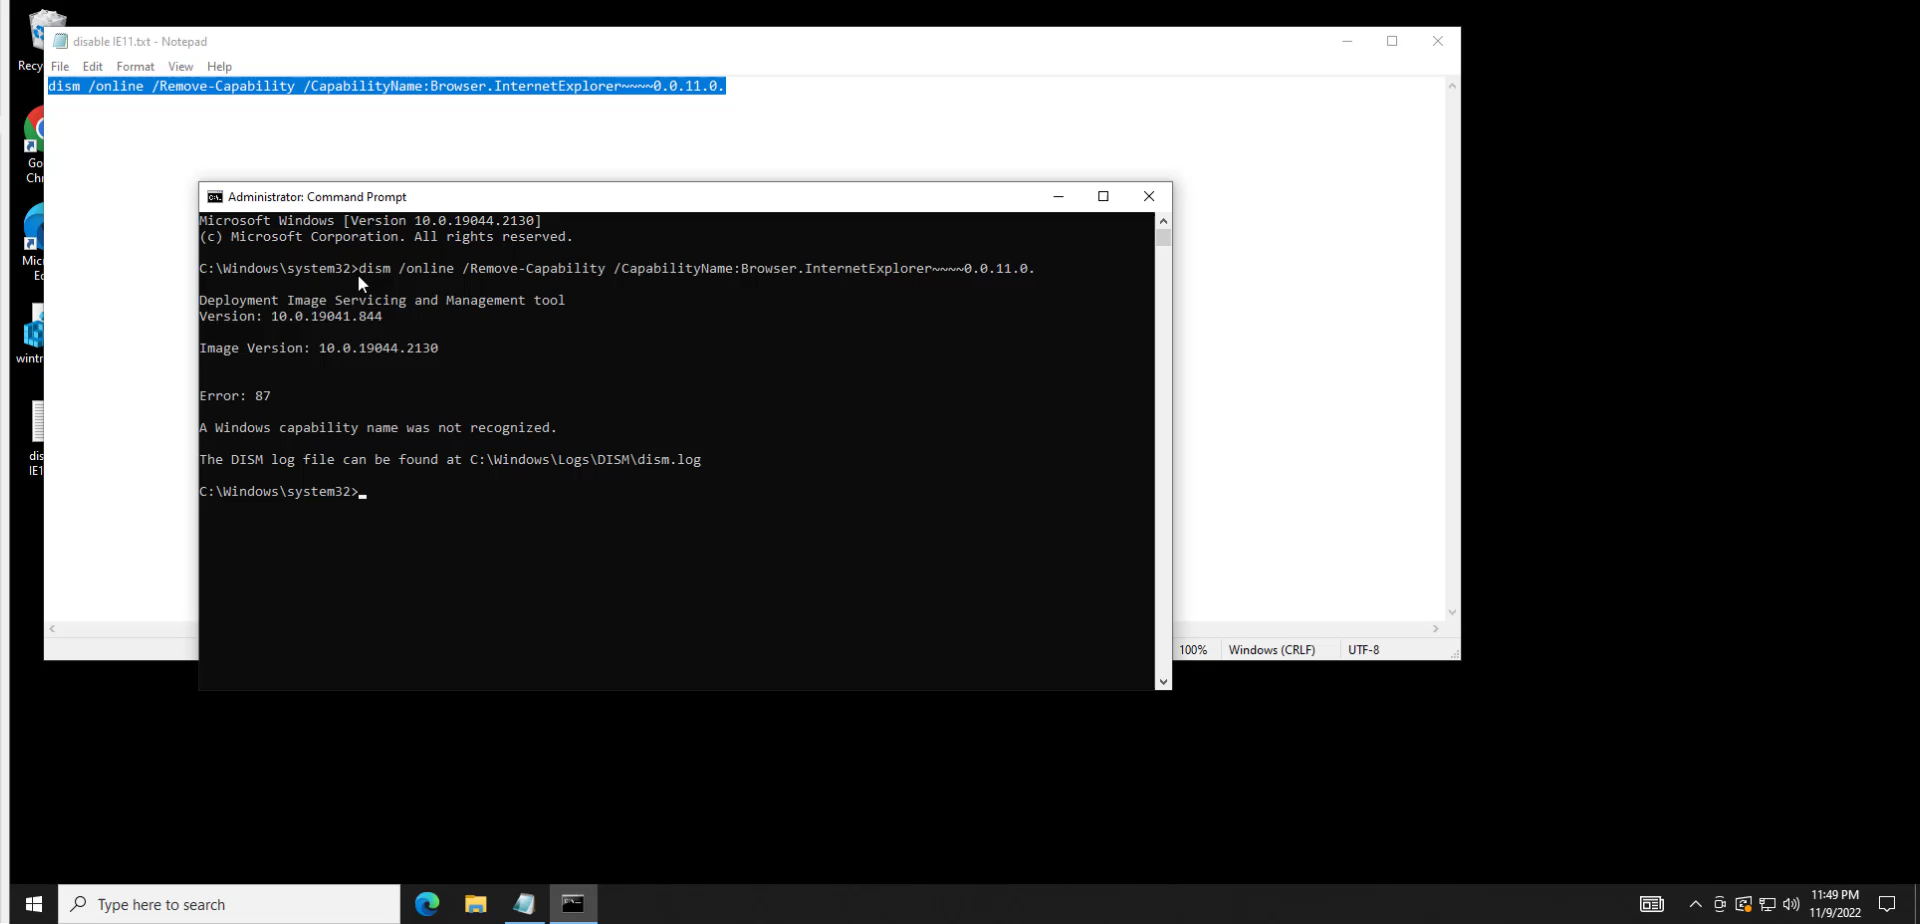 Recy
disable IE11.txt - Notepad
File Edit Format View Help
dism /online /Remove-Capability /CapabilityName:Browser.InternetExplorer~~~~0.0.11.0.
Go
Chr
Mic
Ed
wintr
dis
IE1
Administrator: Command Prompt
Microsoft Windows [Version 10.0.19044.2130]
(c) Microsoft Corporation. All rights reserved.
C:\Windows\system32>dism /online /Remove-Capability /CapabilityName:Browser.InternetExplorer~~~~0.0.11.0.
Deployment Image Servicing and Management tool
Version: 10.0.19041.844
Image Version: 10.0.19044.2130
Error: 87
A Windows capability name was not recognized.
The DISM log file can be found at C:\Windows\Logs\DISM\dism.log
C:\Windows\system32>
100% Windows (CRLF) UTF-8
Type here to search
11:49 PM
11/9/2022